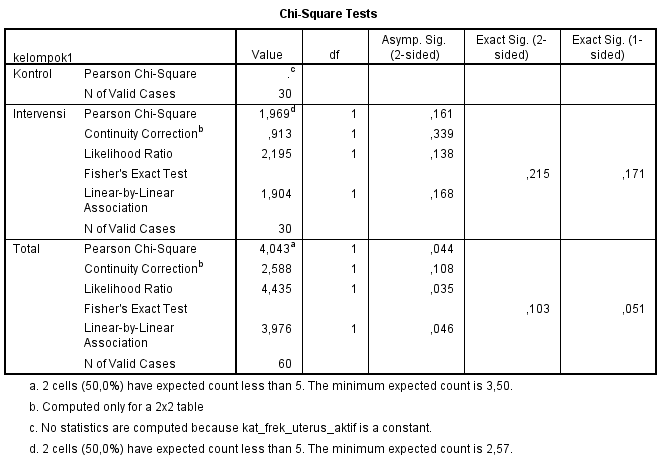 Chi-Square Tests
kelompok1 Value df Asymp. Sig. (2-sided) Exact Sig. (2-sided) Exact Sig. (1-sided)
Kontrol Pearson Chi-Square .c
N of Valid Cases 30
Intervensi Pearson Chi-Square 1,969d 1 ,161
Continuity Correctionb ,913 1 ,339
Likelihood Ratio 2,195 1 ,138
Fisher's Exact Test ,215 ,171
Linear-by-Linear Association 1,904 1 ,168
N of Valid Cases 30
Total Pearson Chi-Square 4,043a 1 ,044
Continuity Correctionb 2,588 1 ,108
Likelihood Ratio 4,435 1 ,035
Fisher's Exact Test ,103 ,051
Linear-by-Linear Association 3,976 1 ,046
N of Valid Cases 60
a. 2 cells (50,0%) have expected count less than 5. The minimum expected count is 3,50.
b. Computed only for a 2x2 table
c. No statistics are computed because kat_frek_uterus_aktif is a constant.
d. 2 cells (50,0%) have expected count less than 5. The minimum expected count is 2,57.